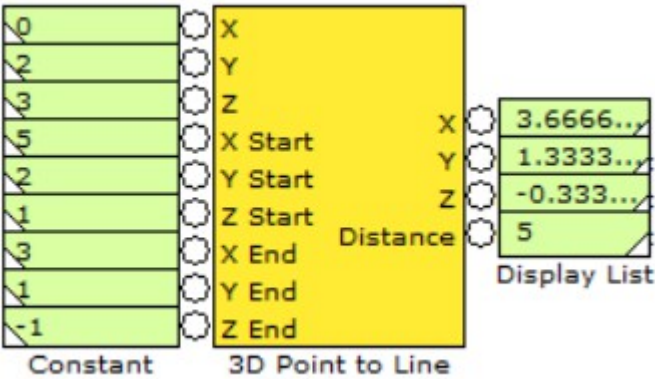 0
2
3
5
2
1
3
1
-1
Constant
X
Y
Z
X Start
Y Start
Z Start
X End
Y End
Z End
X
Y
Z
Distance
3D Point to Line
3.6666...
1.3333...
-0.333...
5
Display List